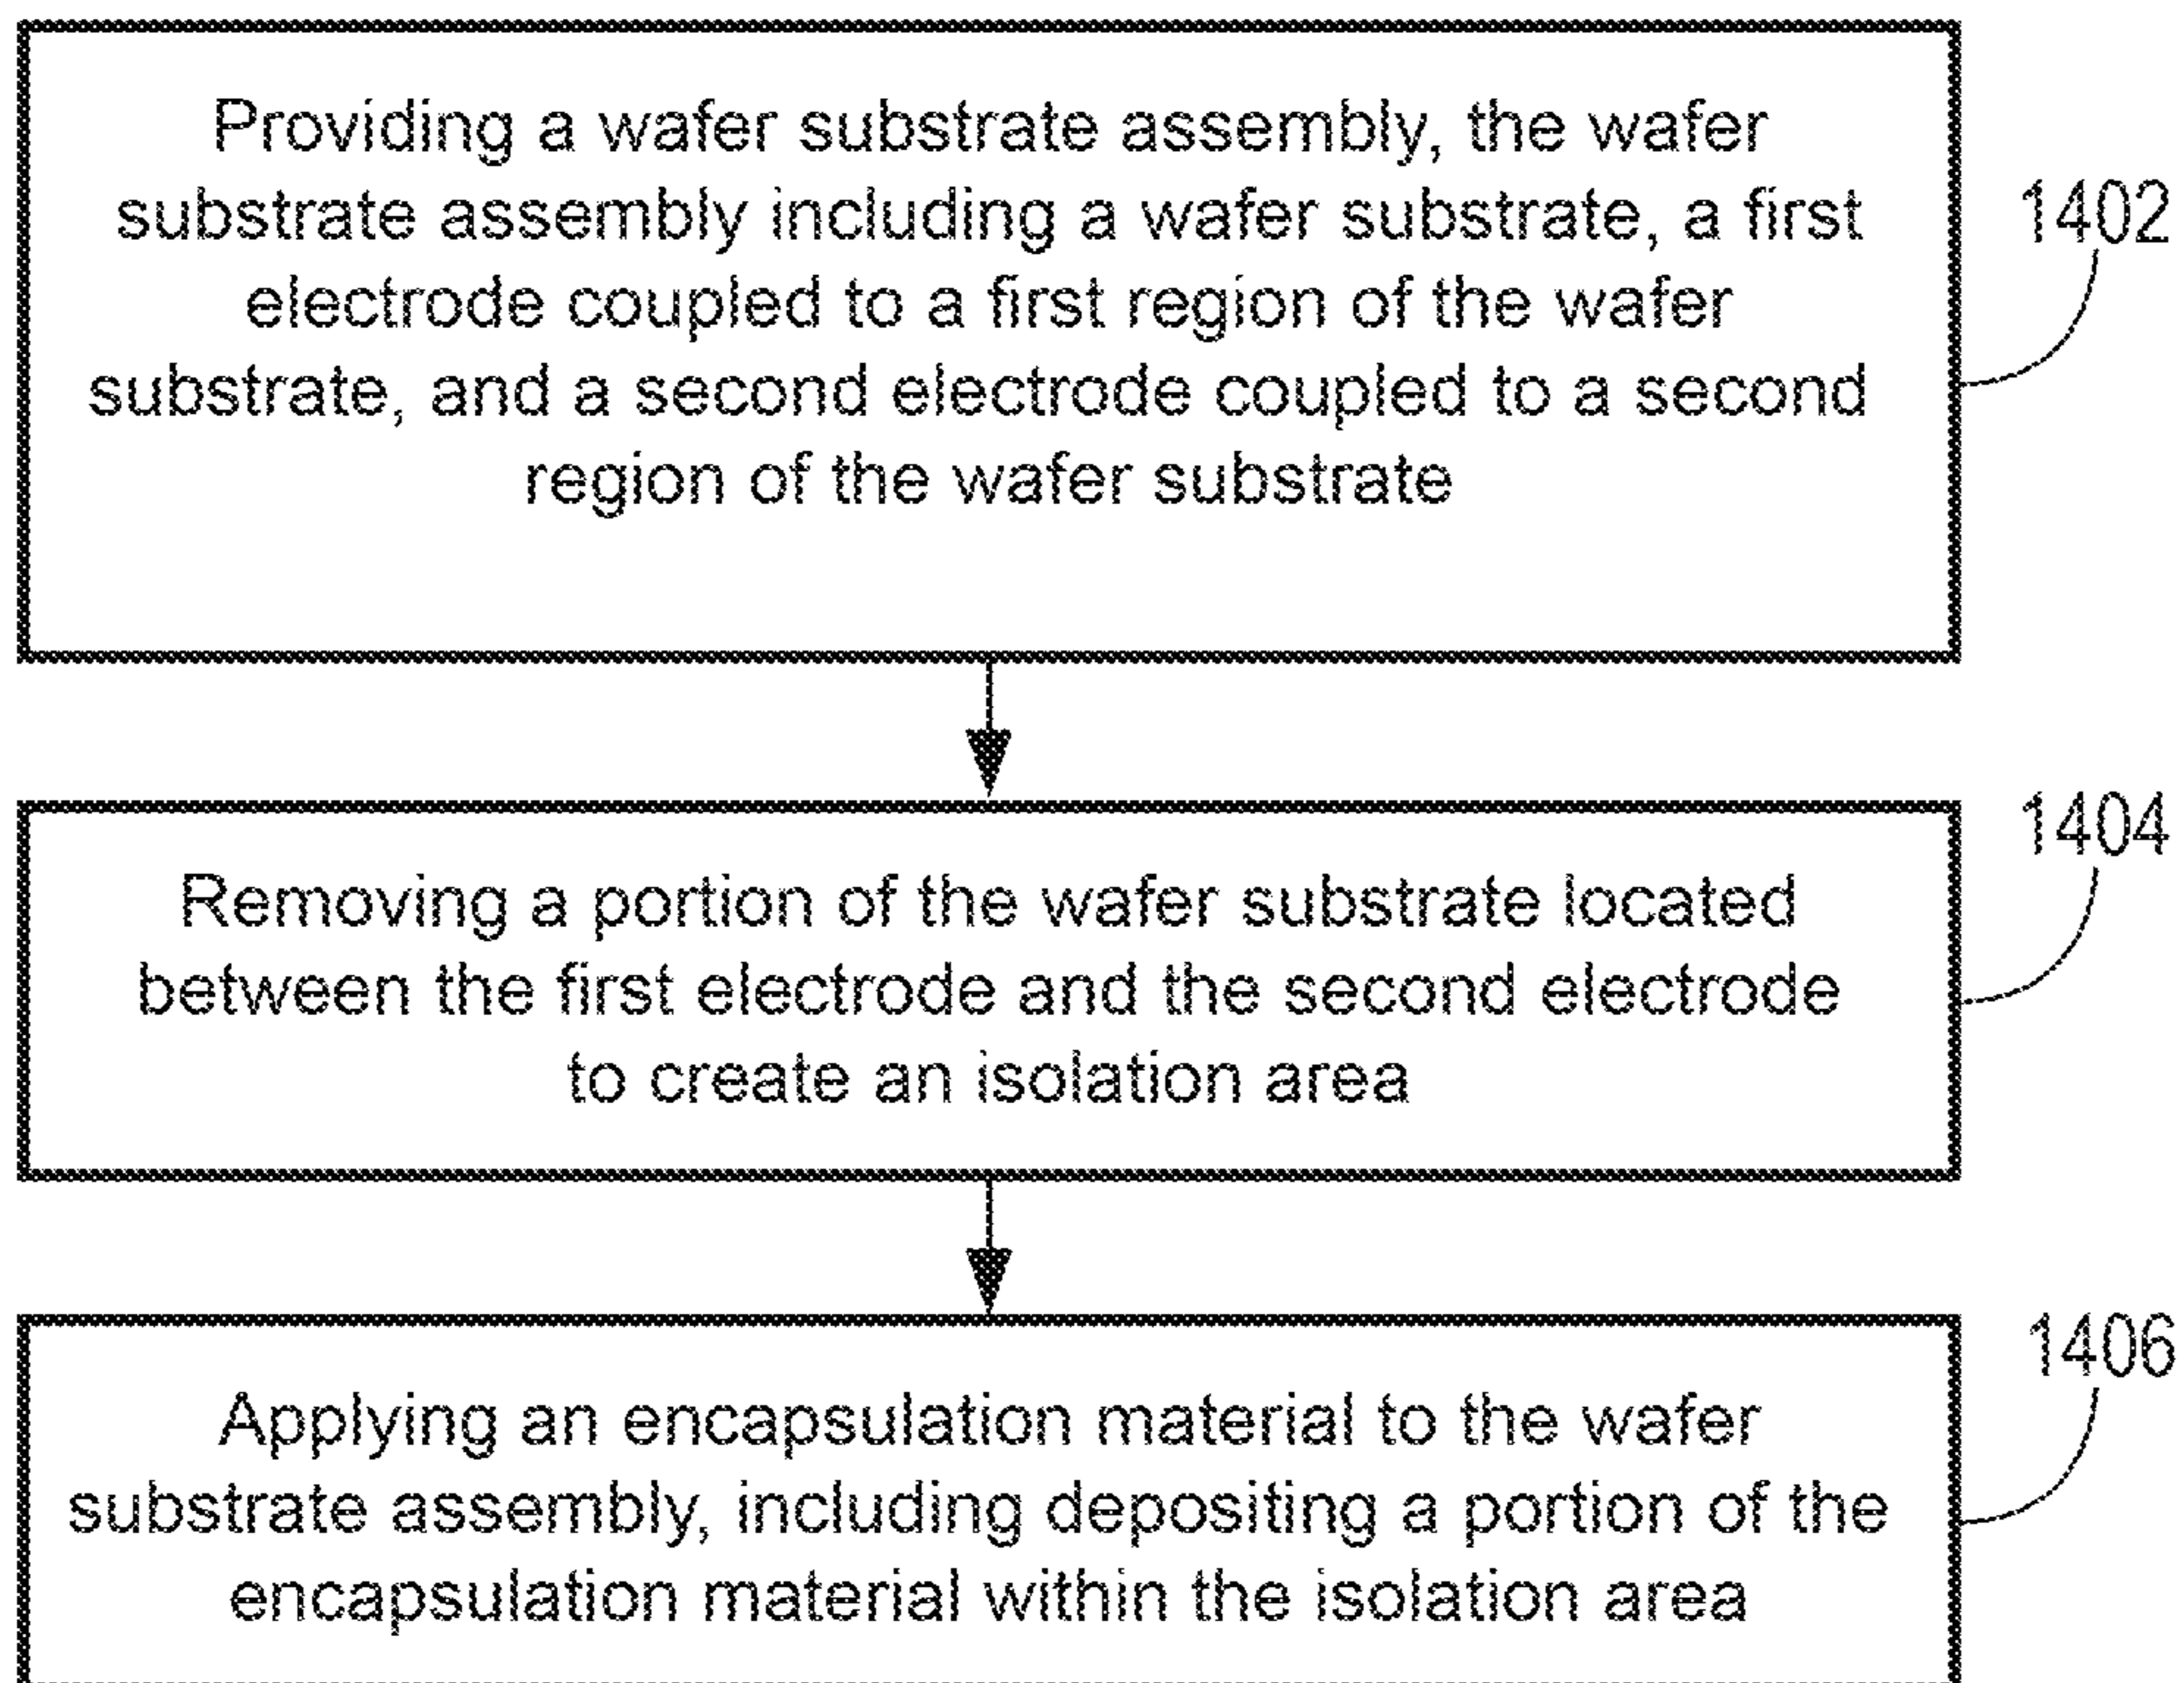 Providing a wafer substrate assembly, the wafer
substrate assembly including a wafer substrate, a first
electrode coupled to a first region of the wafer
substrate, and a second electrode coupled to a second
region of the wafer substrate
1402
Removing a portion of the wafer substrate located
between the first electrode and the second electrode
to create an isolation area
1404
Applying an encapsulation material to the wafer
substrate assembly, including depositing a portion of the
encapsulation material within the isolation area
1406